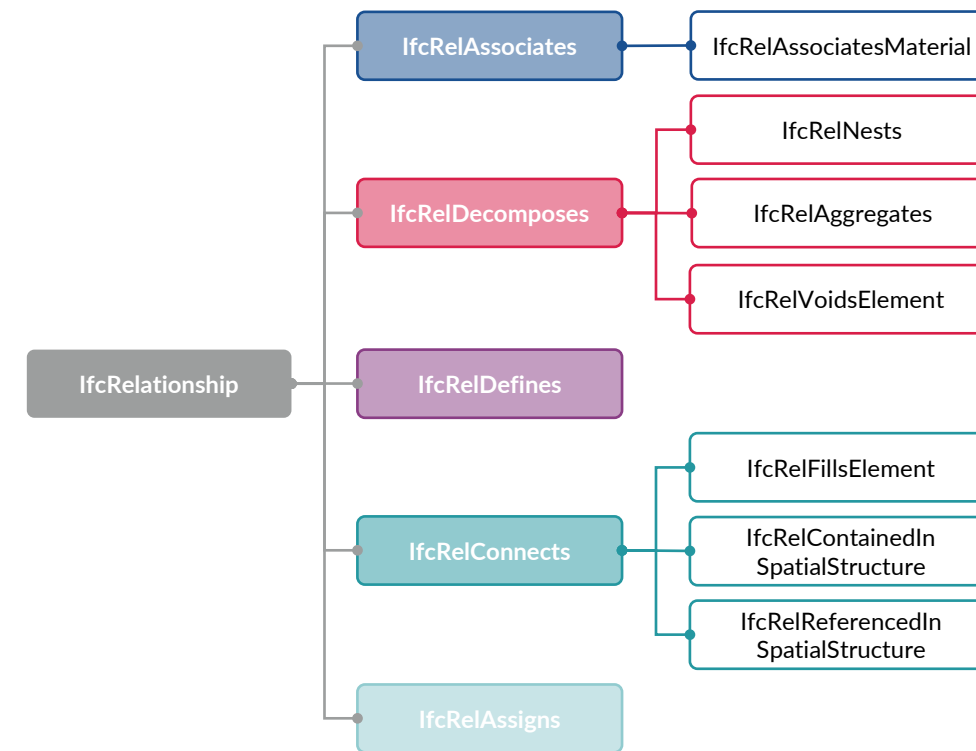 IfcRelAssociates
IfcRelAssociatesMaterial
IfcRelNests
IfcRelDecomposes
IfcRelAggregates
IfcRelVoidsElement
IfcRelationship
IfcRelDefines
IfcRelFillsElement
IfcRelConnects
IfcRelContainedIn
SpatialStructure
IfcRelReferencedIn
SpatialStructure
IfcRelAssigns